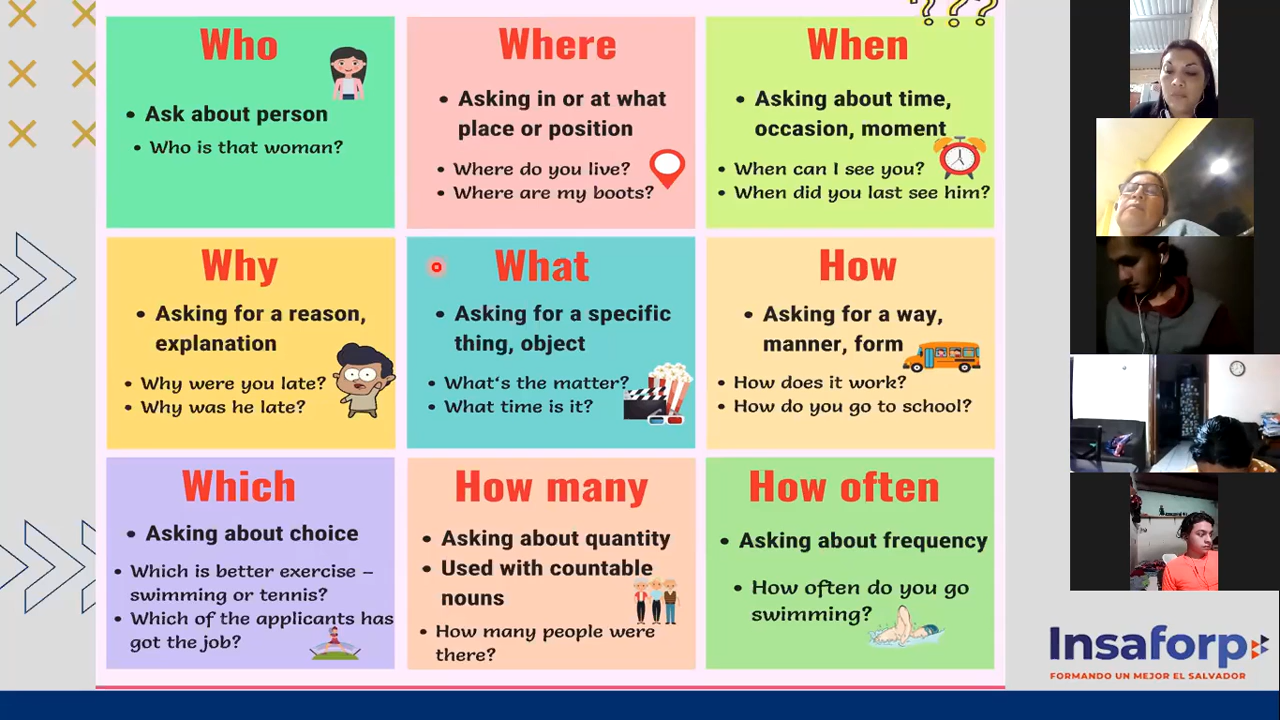 ???
Who
• Ask about person
• Who is that woman?
Where
• Asking in or at what
place or position
• Where do you live?
• Where are my boots?
When
• Asking about time,
occasion, moment
• When can I see you?
• When did you last see him?
Why
• Asking for a reason,
explanation
• Why were you late?
• Why was he late?
What
• Asking for a specific
thing, object
• What's the matter?
• What time is it?
How
• Asking for a way,
manner, form
• How does it work?
• How do you go to school?
Which
• Asking about choice
• Which is better exercise –
swimming or tennis?
• Which of the applicants has
got the job?
How many
• Asking about quantity
• Used with countable
nouns
• How many people were
there?
How often
• Asking about frequency
• How often do you go
swimming?
Insaforp
FORMANDO UN MEJOR EL SALVADOR